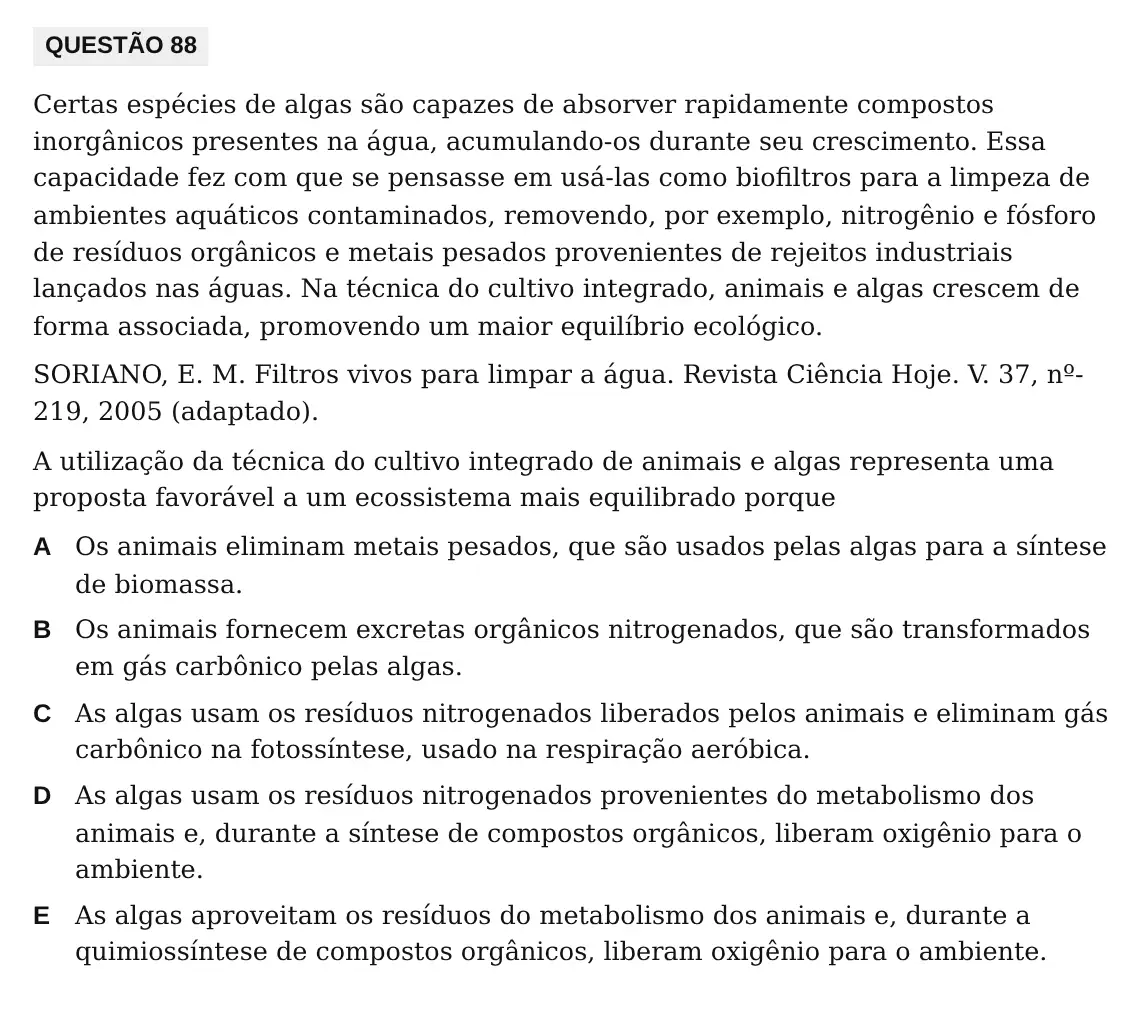 QUESTÃO 88
Certas espécies de algas são capazes de absorver rapidamente compostos
inorgânicos presentes na água, acumulando-os durante seu crescimento. Essa
capacidade fez com que se pensasse em usá-las como biofiltros para a limpeza de
ambientes aquáticos contaminados, removendo, por exemplo, nitrogênio e fósforo
de resíduos orgânicos e metais pesados provenientes de rejeitos industriais
lançados nas águas. Na técnica do cultivo integrado, animais e algas crescem de
forma associada, promovendo um maior equilíbrio ecológico.
SORIANO, E. M. Filtros vivos para limpar a água. Revista Ciência Hoje. V. 37, nº-
219, 2005 (adaptado).
A utilização da técnica do cultivo integrado de animais e algas representa uma
proposta favorável a um ecossistema mais equilibrado porque
A Os animais eliminam metais pesados, que são usados pelas algas para a síntese
de biomassa.
B Os animais fornecem excretas orgânicos nitrogenados, que são transformados
em gás carbônico pelas algas.
C As algas usam os resíduos nitrogenados liberados pelos animais e eliminam gás
carbônico na fotossíntese, usado na respiração aeróbica.
D As algas usam os resíduos nitrogenados provenientes do metabolismo dos
animais e, durante a síntese de compostos orgânicos, liberam oxigênio para o
ambiente.
E As algas aproveitam os resíduos do metabolismo dos animais e, durante a
quimiossíntese de compostos orgânicos, liberam oxigênio para o ambiente.